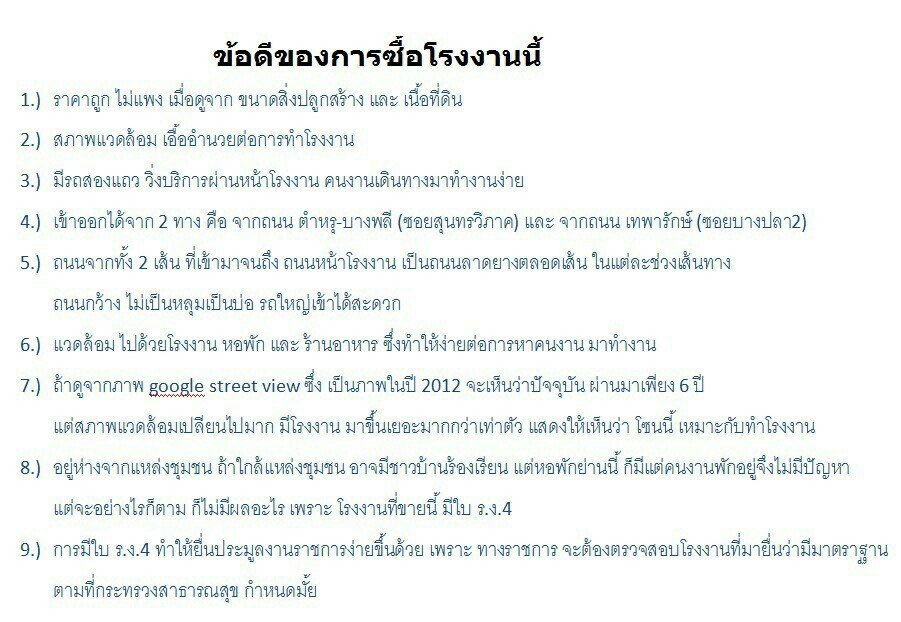 ข้อดีของการซื้อโรงงานนี้
1.) ราคาถูก ไม่แพง เมื่อดูจาก ขนาดสิ่งปลูกสร้าง และ เนื้อที่ดิน
2.) สภาพแวดล้อม เอื้ออำนวยต่อการทำโรงงาน
3.) มีรถสองแถว วิ่งบริการผ่านหน้าโรงงาน คนงานเดินทางมาทำงานง่าย
4.) เข้าออกได้จาก 2 ทาง คือ จากถนน ตำหรุ-บางพลี (ซอยสุนทรวิภาค) และ จากถนน เทพารักษ์ (ซอยบางปลา2)
5.) ถนนจากทั้ง 2 เส้น ที่เข้ามาจนถึง ถนนหน้าโรงงาน เป็นถนนลาดยางตลอดเส้น ในแต่ละช่วงเส้นทาง
ถนนกว้าง ไม่เป็นหลุมเป็นบ่อ รถใหญ่เข้าได้สะดวก
6.) แวดล้อม ไปด้วยโรงงาน หอพัก และ ร้านอาหาร ซึ่งทำให้ง่ายต่อการหาคนงาน มาทำงาน
7.) ถ้าดูจากภาพ google street view ซึ่ง เป็นภาพในปี 2012 จะเห็นว่าปัจจุบัน ผ่านมาเพียง 6 ปี
แต่สภาพแวดล้อมเปลี่ยนไปมาก มีโรงงาน มาขึ้นเยอะมากกว่าเท่าตัว แสดงให้เห็นว่า โซนนี้ เหมาะกับทำโรงงาน
8.) อยู่ห่างจากแหล่งชุมชน ถ้าใกล้แหล่งชุมชน อาจมีชาวบ้านร้องเรียน แต่หอพักย่านนี้ ก็มีแต่คนงานพักอยู่จึงไม่มีปัญหา
แต่จะอย่างไรก็ตาม ก็ไม่มีผลอะไร เพราะ โรงงานที่ขายนี้ มีใบ ร.ง.4
9.) การมีใบ ร.ง.4 ทำให้ยื่นประมูลงานราชการง่ายขึ้นด้วย เพราะ ทางราชการ จะต้องตรวจสอบโรงงานที่มายื่นว่ามีมาตราฐาน
ตามที่กระทรวงสาธารณสุข กำหนดมั้ย